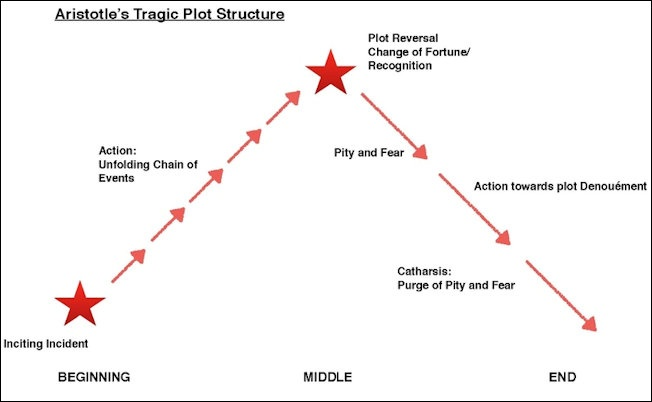 Aristotle's Tragic Plot Structure
Plot Reversal
Change of Fortune/
Recognition
Action:
Unfolding Chain of
Events
Pity and Fear
Action towards plot Denouément
Catharsis:
Purge of Pity and Fear
Inciting Incident
BEGINNING
MIDDLE
END